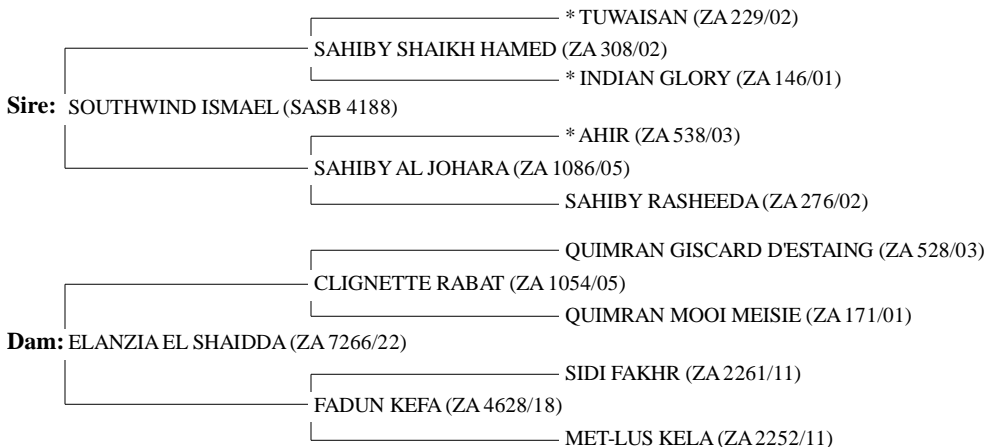 * TUWAISAN (ZA 229/02)
SAHIBY SHAIKH HAMED (ZA 308/02)
* INDIAN GLORY (ZA 146/01)
Sire: SOUTHWIND ISMAEL (SASB 4188)
* AHIR (ZA 538/03)
SAHIBY AL JOHARA (ZA 1086/05)
SAHIBY RASHEEDA (ZA 276/02)
QUIMRAN GISCARD D'ESTAING (ZA 528/03)
CLIGNETTE RABAT (ZA 1054/05)
QUIMRAN MOOI MEISIE (ZA 171/01)
Dam: ELANZIA EL SHAIDDA (ZA 7266/22)
SIDI FAKHR (ZA 2261/11)
FADUN KEFA (ZA 4628/18)
MET-LUS KELA (ZA 2252/11)